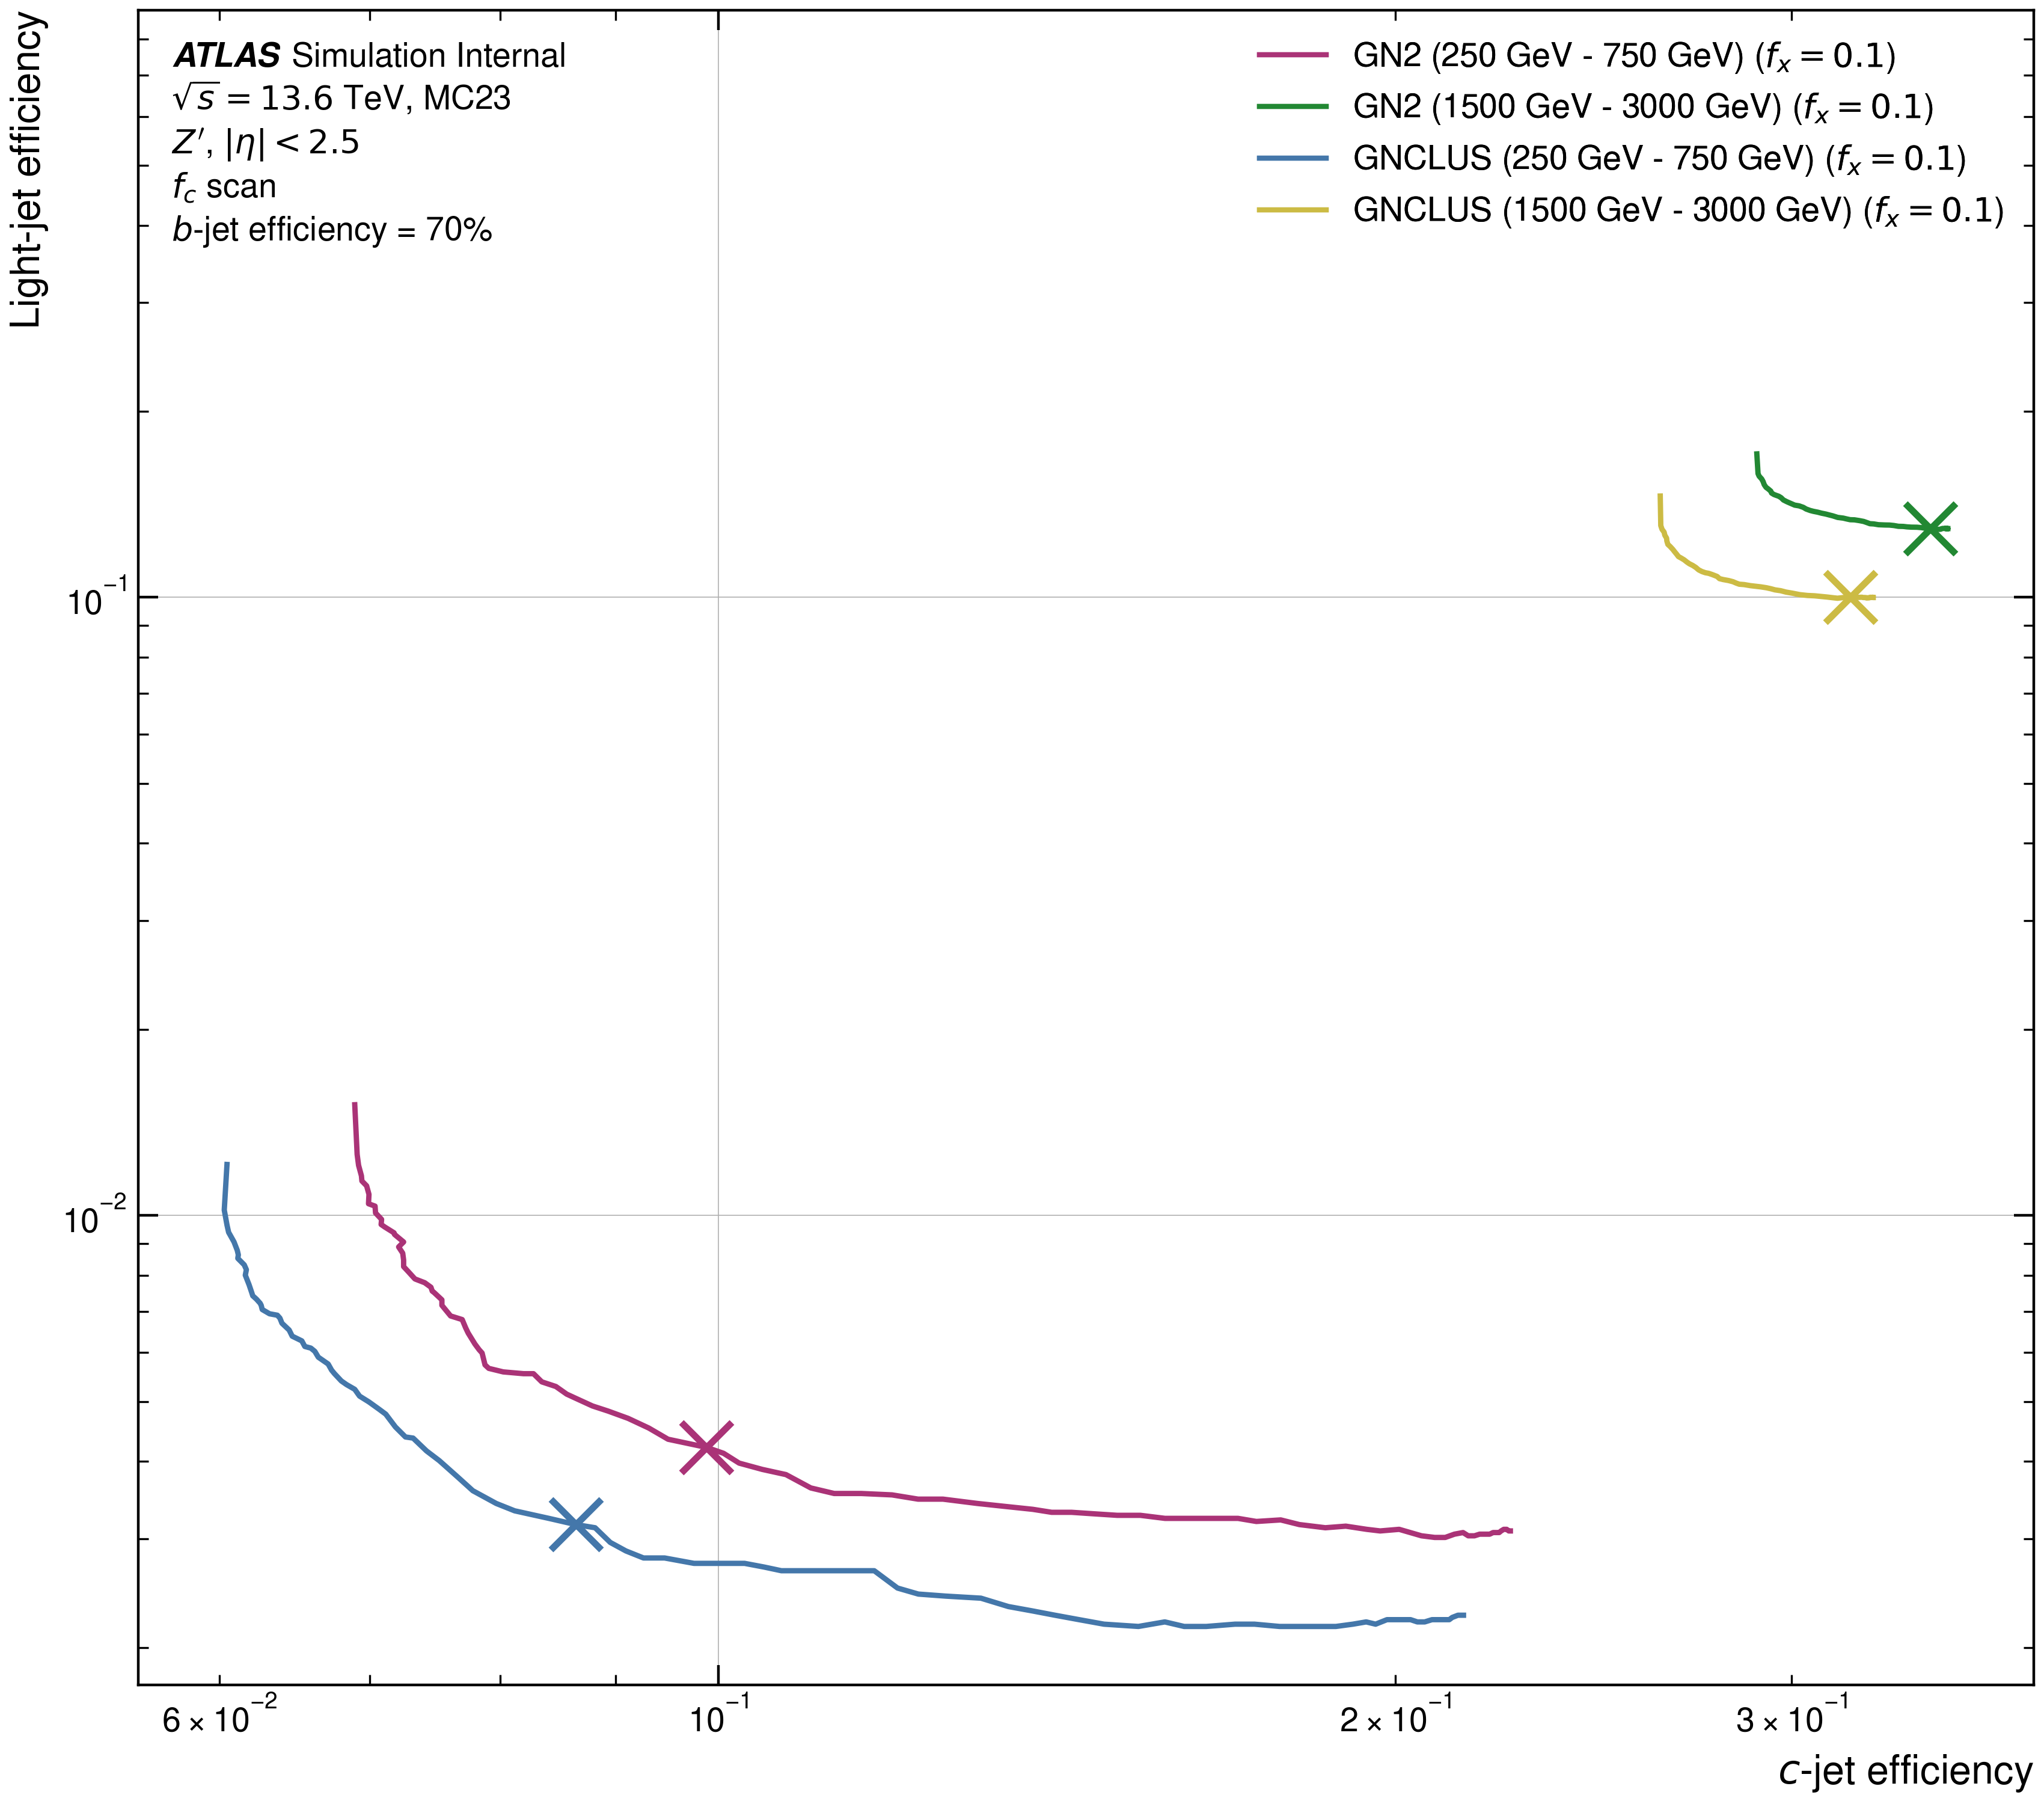 Light-jet efficiency
ATLAS Simulation Internal
√s = 13.6 TeV, MC23
Z′, |η| < 2.5
f_c scan
b-jet efficiency = 70%
GN2 (250 GeV - 750 GeV) (f_x = 0.1)
GN2 (1500 GeV - 3000 GeV) (f_x = 0.1)
GNCLUS (250 GeV - 750 GeV) (f_x = 0.1)
GNCLUS (1500 GeV - 3000 GeV) (f_x = 0.1)
10⁻¹
10⁻²
6 × 10⁻² 10⁻¹ 2 × 10⁻¹ 3 × 10⁻¹
c-jet efficiency